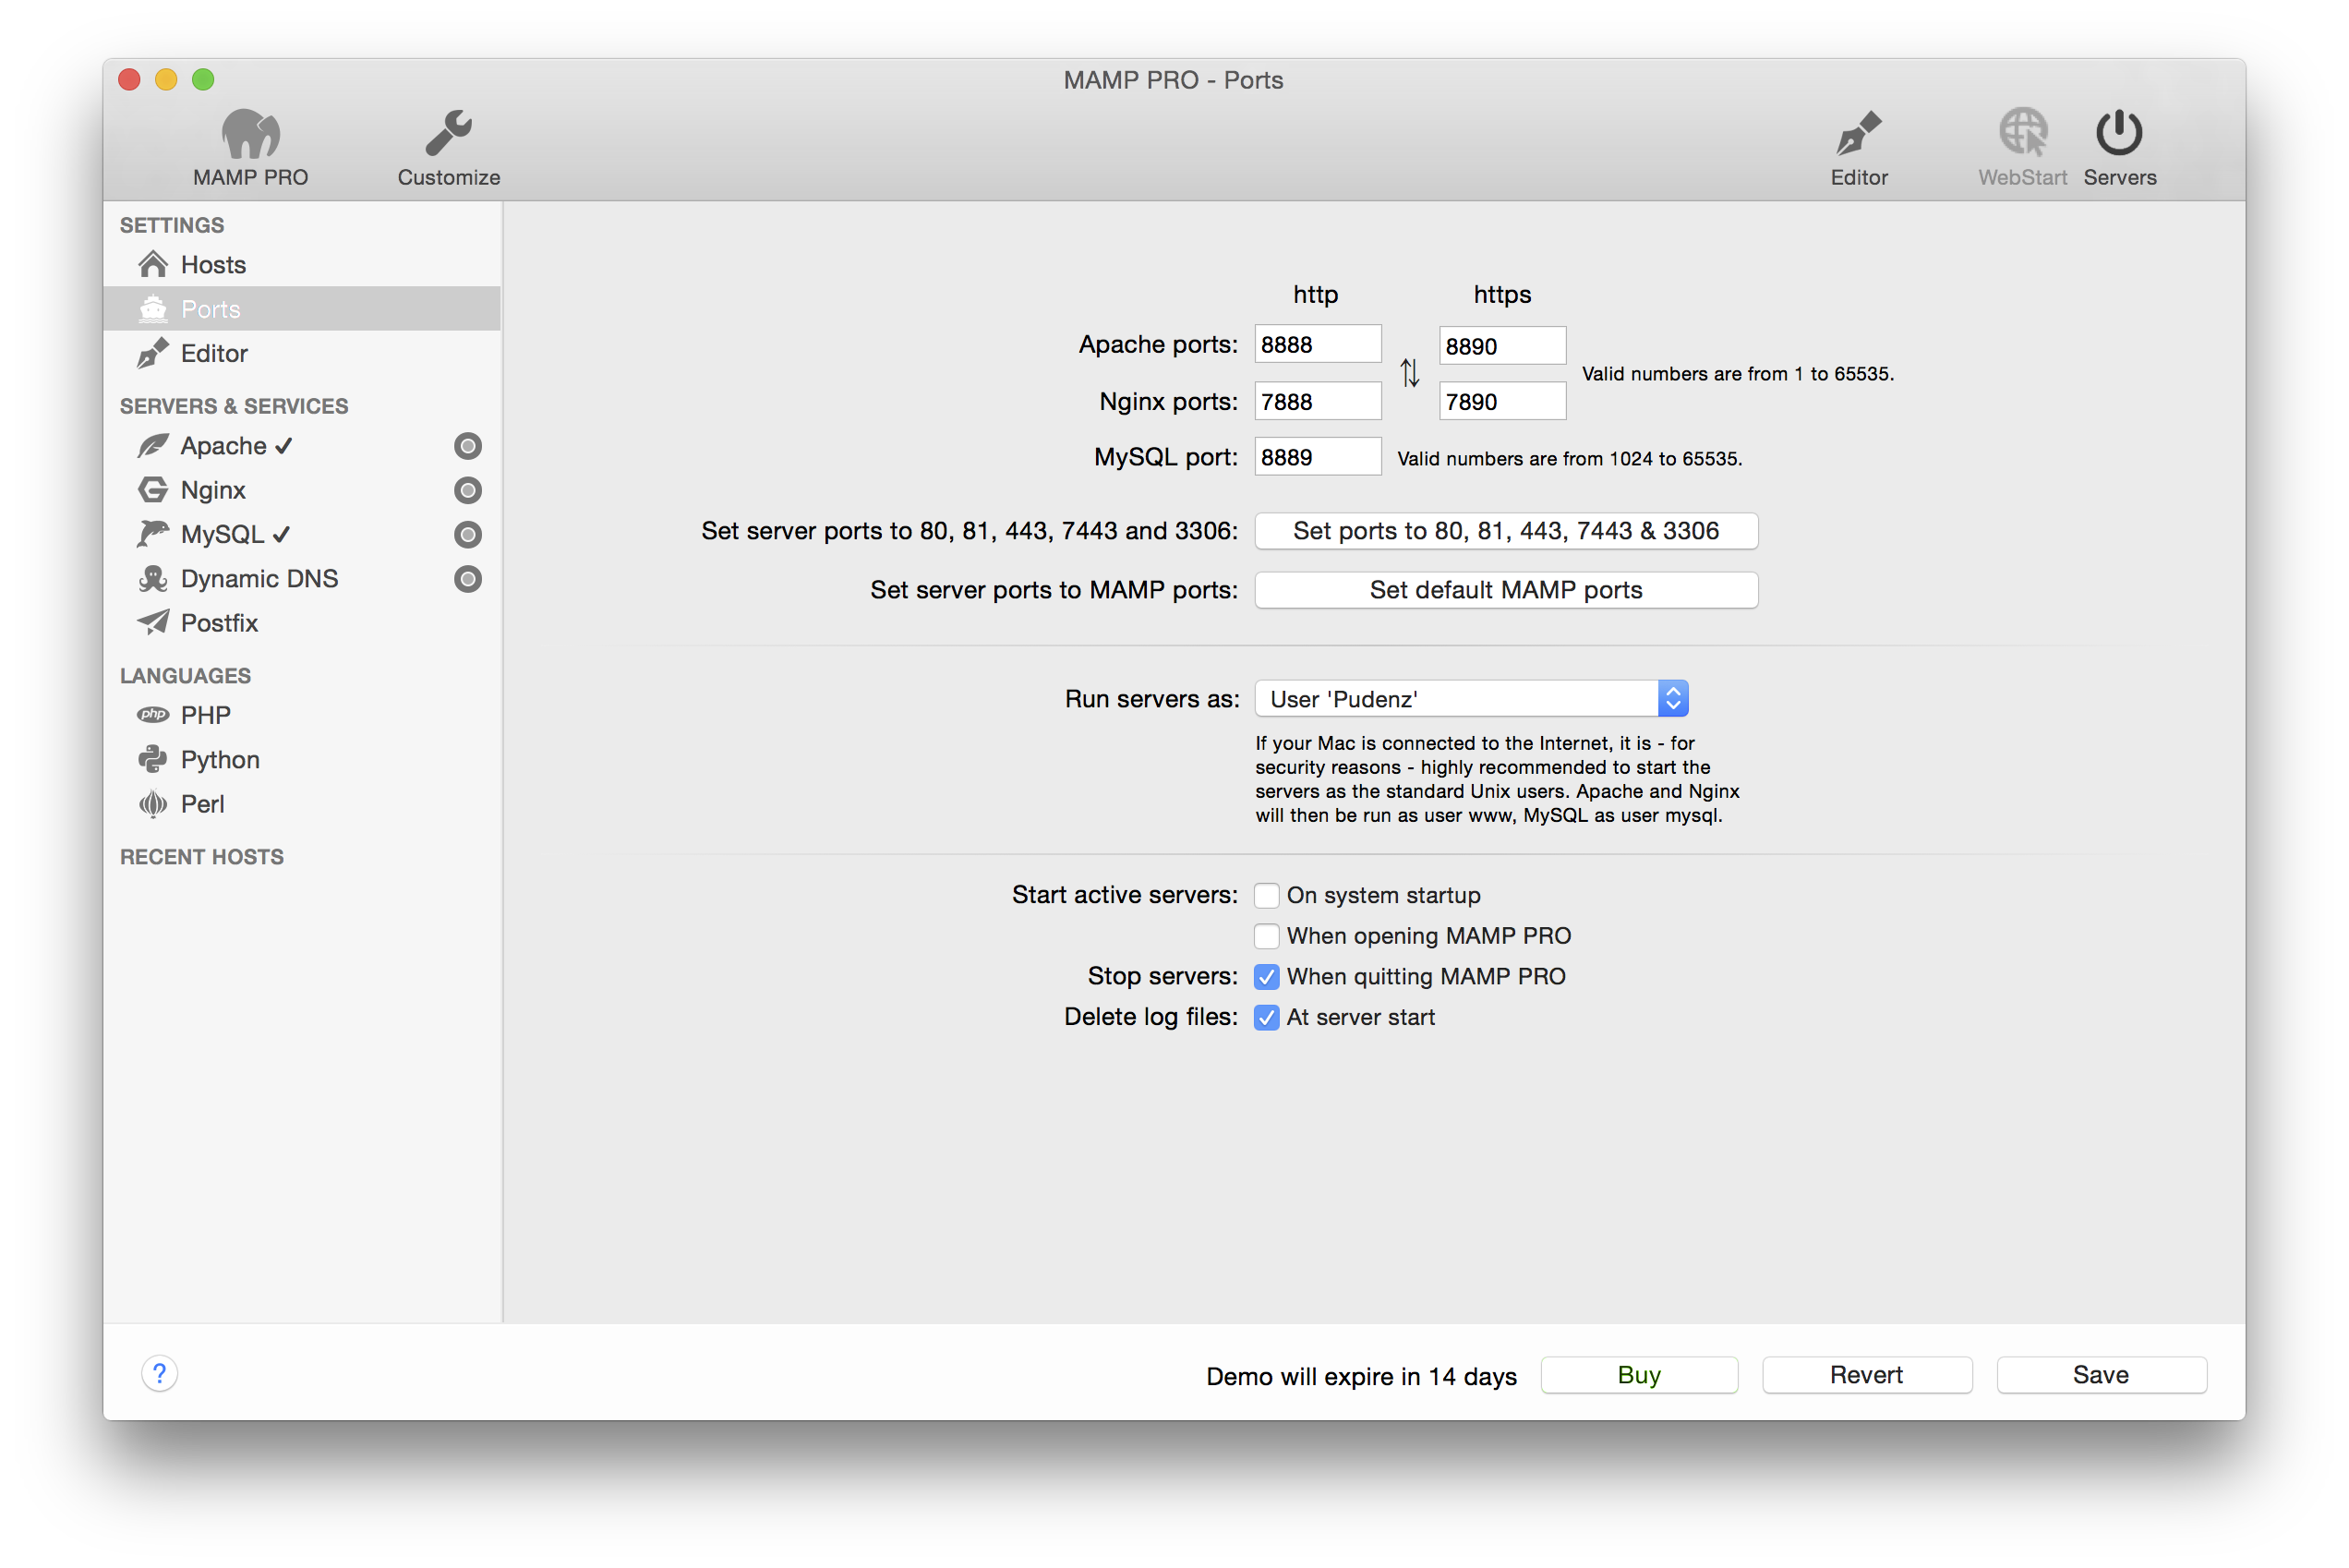 MAMP PRO - Ports
MAMP PRO
Customize
Editor
WebStart
Servers
SETTINGS
Hosts
Ports
Editor
SERVERS & SERVICES
Apache ✓
Nginx
MySQL ✓
Dynamic DNS
Postfix
LANGUAGES
php PHP
Python
Perl
RECENT HOSTS
http https
Apache ports: 8888 8890
Valid numbers are from 1 to 65535.
Nginx ports: 7888 7890
MySQL port: 8889 Valid numbers are from 1024 to 65535.
Set server ports to 80, 81, 443, 7443 and 3306: Set ports to 80, 81, 443, 7443 & 3306
Set server ports to MAMP ports: Set default MAMP ports
Run servers as: User 'Pudenz'
If your Mac is connected to the Internet, it is - for
security reasons - highly recommended to start the
servers as the standard Unix users. Apache and Nginx
will then be run as user www, MySQL as user mysql.
Start active servers: On system startup
When opening MAMP PRO
Stop servers: When quitting MAMP PRO
Delete log files: At server start
? Demo will expire in 14 days Buy Revert Save